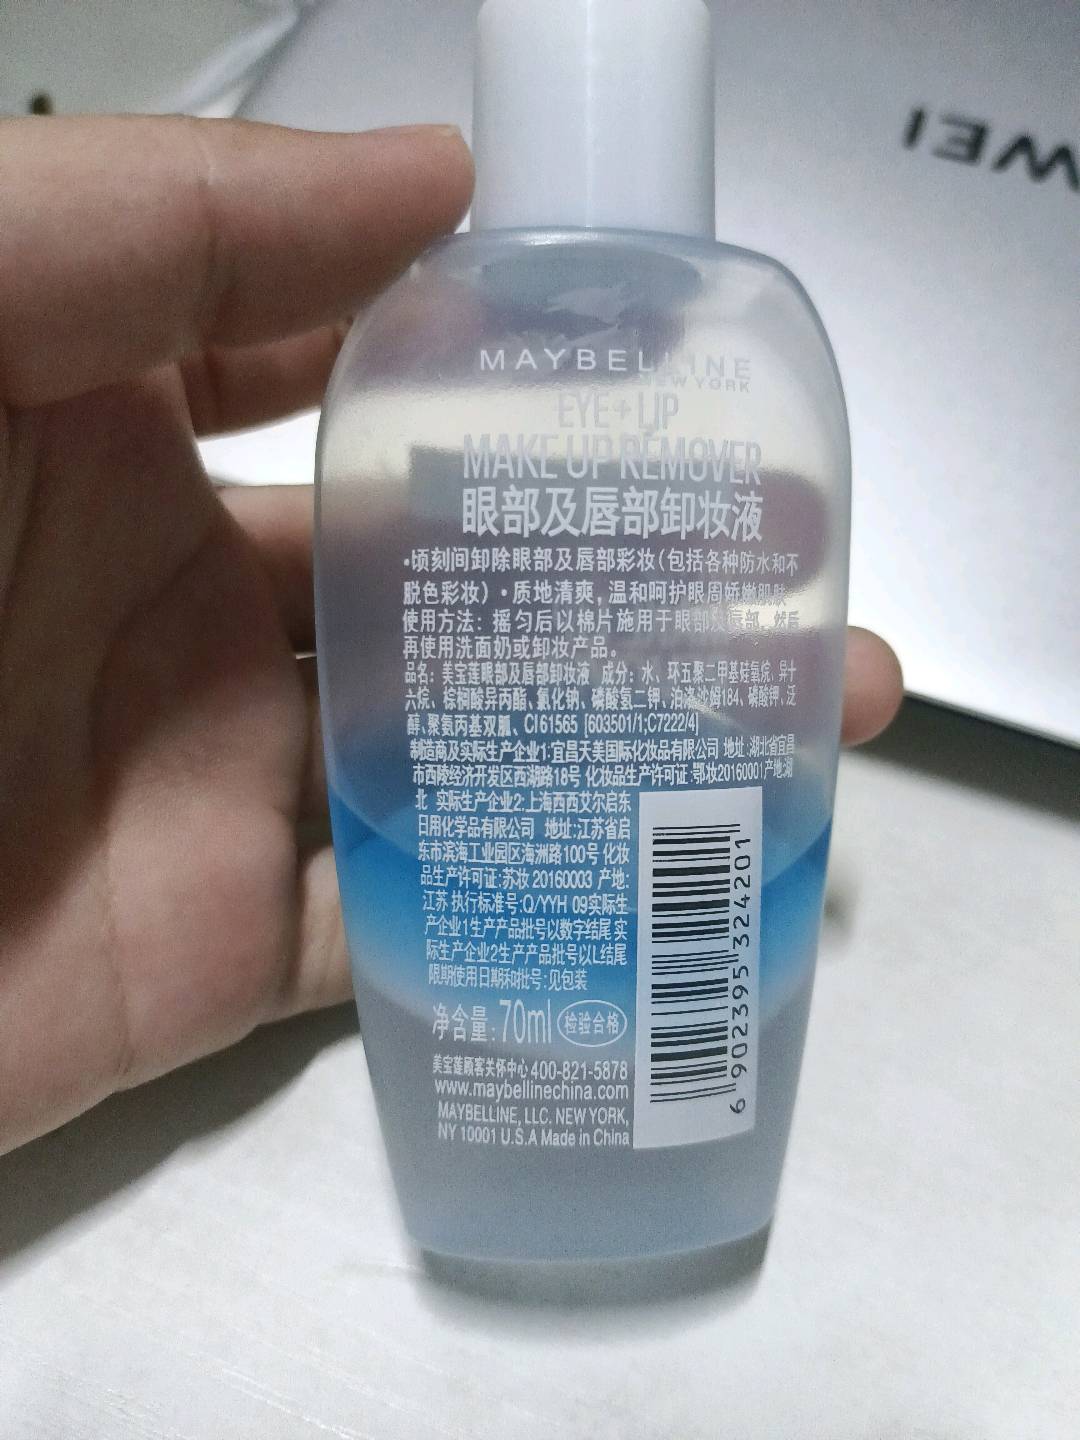 WEI
MAYBELLINE
NEW YORK
EYE+LIP
MAKE UP REMOVER
眼部及唇部卸妆液
·顷刻间卸除眼部及唇部彩妆(包括各种防水和不
脱色彩妆)·质地清爽,温和呵护眼周娇嫩肌肤
使用方法:摇匀后以棉片施用于眼部及唇部,然后
再使用洗面奶或卸妆产品。
品名:美宝莲眼部及唇部卸妆液 成分:水、环五聚二甲基硅氧烷、异十
六烷、棕榈酸异丙酯、氯化钠、磷酸氢二钾、泊洛沙姆184、磷酸钾、泛
醇、聚氨丙基双胍、CI 61565 [603501/1;C7222/4]
制造商及实际生产企业1:宜昌天美国际化妆品有限公司 地址:湖北省宜昌
市西陵经济开发区西湖路18号 化妆品生产许可证:鄂妆20160001产地:湖
北 实际生产企业2:上海西西艾尔启东
日用化学品有限公司 地址:江苏省启
东市滨海工业园区海洲路100号 化妆
品生产许可证:苏妆20160003 产地:
江苏 执行标准号:Q/YYH 09实际生
产企业1生产产品批号以数字结尾 实
际生产企业2生产产品批号以L结尾
限期使用日期和批号:见包装
净含量:70ml 检验合格
美宝莲顾客关怀中心400-821-5878
www.maybellinechina.com
MAYBELLINE, LLC. NEW YORK,
NY 10001 U.S.A Made in China
6 902395 324201